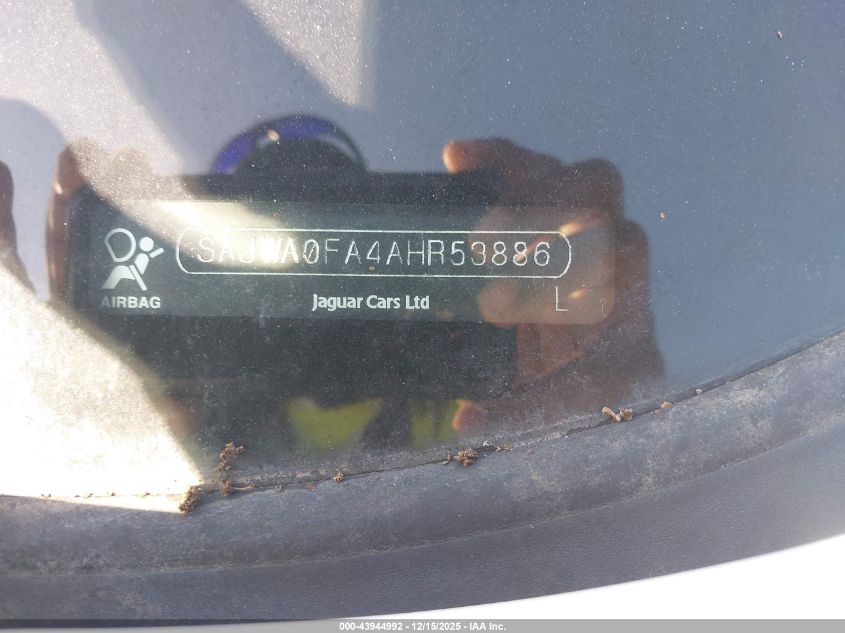 SAJWA0FA4AHR53886
AIRBAG
Jaguar Cars Ltd
L
000-43944992 - 12/15/2025 - IAA Inc.